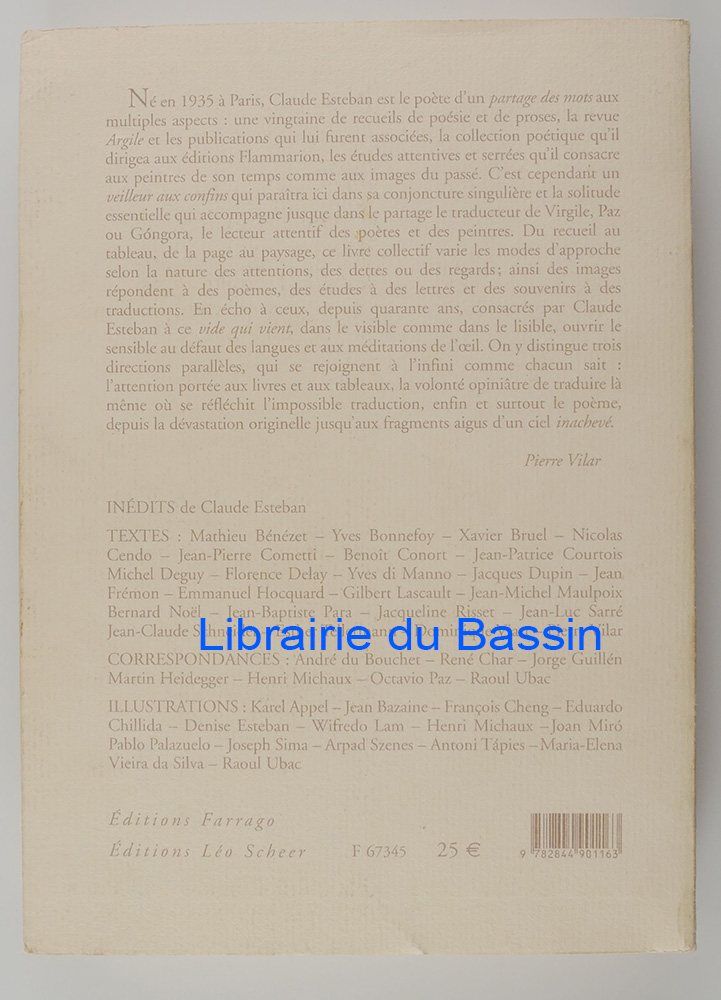 Né en 1935 à Paris, Claude Esteban est le poète d'un partage des mots aux
multiples aspects : une vingtaine de recueils de poésie et de proses, la revue
Argile et les publications qui lui furent associées, la collection poétique qu'il
dirigea aux éditions Flammarion, les études attentives et serrées qu'il consacre
aux peintres de son temps comme aux images du passé. C'est cependant un
veilleur aux confins qui paraîtra ici dans sa conjoncture singulière et la solitude
essentielle qui accompagne jusque dans le partage le traducteur de Virgile, Paz
ou Góngora, le lecteur attentif des poètes et des peintres. Du recueil au
tableau, de la page au paysage, ce livre collectif varie les modes d'approche
selon la nature des attentions, des dettes ou des regards ; ainsi des images
répondent à des poèmes, des études à des lettres et des souvenirs à des
traductions. En écho à ceux, depuis quarante ans, consacrés par Claude
Esteban à ce vide qui vient, dans le visible comme dans le lisible, ouvrir le
sensible au défaut des langues et aux méditations de l'œil. On y distingue trois
directions parallèles, qui se rejoignent à l'infini comme chacun sait :
l'attention portée aux livres et aux tableaux, la volonté opiniâtre de traduire là
même où se réfléchit l'impossible traduction, enfin et surtout le poème,
depuis la dévastation originelle jusqu'aux fragments aigus d'un ciel inachevé.
Pierre Vilar
INÉDITS de Claude Esteban
TEXTES : Mathieu Bénézet – Yves Bonnefoy – Xavier Bruel – Nicolas
Cendo – Jean-Pierre Cometti – Benoît Conort – Jean-Patrice Courtois
Michel Deguy – Florence Delay – Yves di Manno – Jacques Dupin – Jean
Frémon – Emmanuel Hocquard – Gilbert Lascault – Jean-Michel Maulpoix
Bernard Noël – Jean-Baptiste Para – Jacqueline Risset – Jean-Luc Sarré
Jean-Claude Vilar
Librairie du Bassin
CORRESPONDANCES : André du Bouchet – René Char – Jorge Guillén
Martin Heidegger – Henri Michaux – Octavio Paz – Raoul Ubac
ILLUSTRATIONS : Karel Appel – Jean Bazaine – François Cheng – Eduardo
Chillida – Denise Esteban – Wifredo Lam – Henri Michaux –Joan Miró
Pablo Palazuelo – Joseph Sima – Arpad Szenes – Antoni Tápies –Maria-Elena
Vieira da Silva – Raoul Ubac
Éditions Farrago
Éditions Léo Scheer F 67345 25 €
9 782844 901163